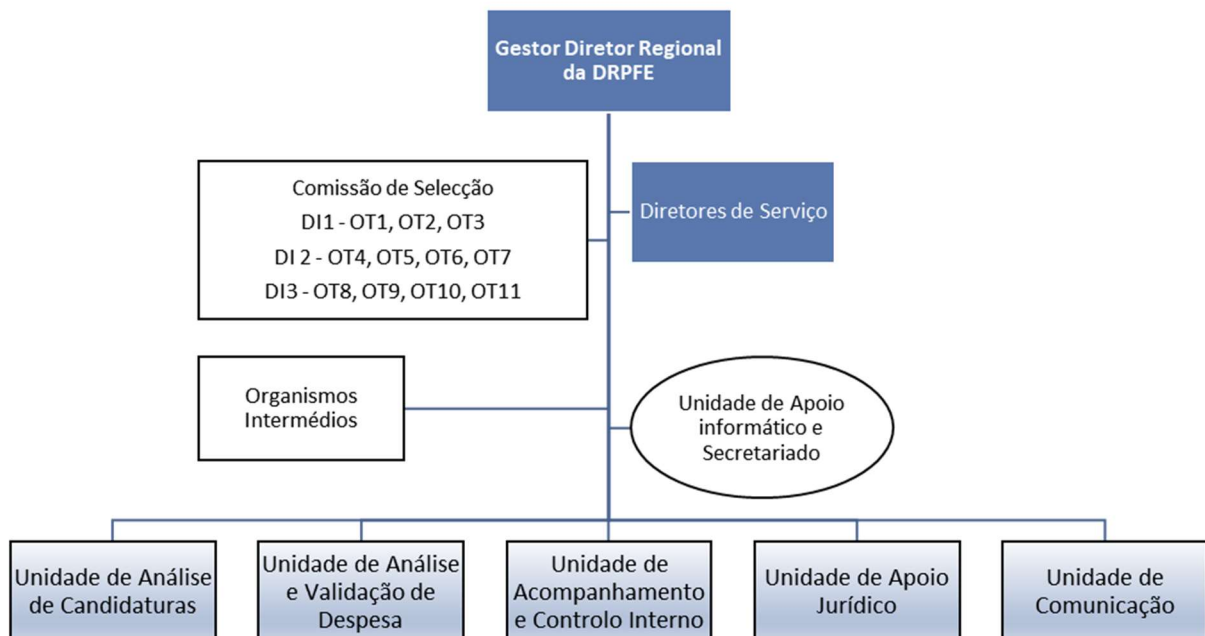 Gestor Diretor Regional
da DRPFE
Comissão de Selecção
DI1 - OT1, OT2, OT3
DI 2 - OT4, OT5, OT6, OT7
DI3 - OT8, OT9, OT10, OT11
Diretores de Serviço
Organismos
Intermédios
Unidade de Apoio
informático e
Secretariado
Unidade de Análise
de Candidaturas
Unidade de Análise
e Validação de
Despesa
Unidade de
Acompanhamento
e Controlo Interno
Unidade de Apoio
Jurídico
Unidade de
Comunicação